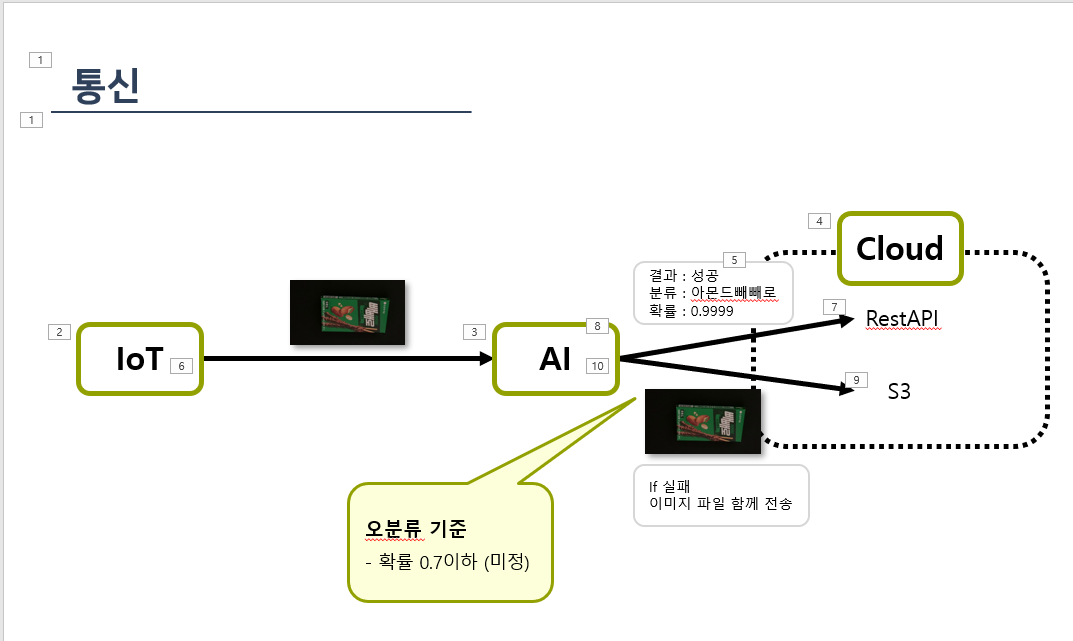 1
통신
1
4
Cloud
5
결과 : 성공
분류 : 아몬드빼빼로
확률 : 0.9999
7
RestAPI
2
IoT
6
3
AI
8
10
9
S3
If 실패
이미지 파일 함께 전송
오분류 기준
- 확률 0.7이하 (미정)